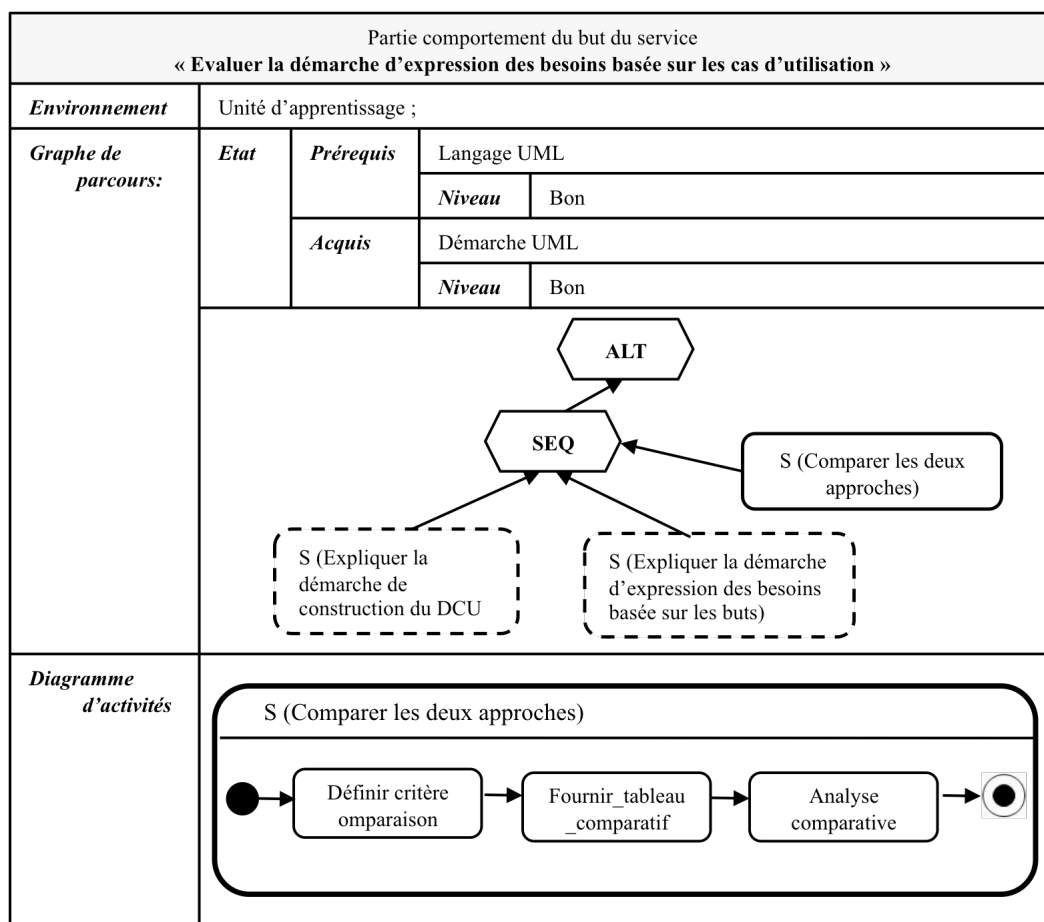 Partie comportement du but du service
« Evaluer la démarche d’expression des besoins basée sur les cas d’utilisation »
Environnement
Unité d’apprentissage ;
Graphe de
parcours:
Etat
Prérequis
Langage UML
Niveau
Bon
Acquis
Démarche UML
Niveau
Bon
ALT
SEQ
S (Comparer les deux
approches)
S (Expliquer la
démarche de
construction du DCU
S (Expliquer la démarche
d’expression des besoins
basée sur les buts)
Diagramme
d’activités
S (Comparer les deux approches)
Définir critère
omparaison
Fournir_tableau
_comparatif
Analyse
comparative